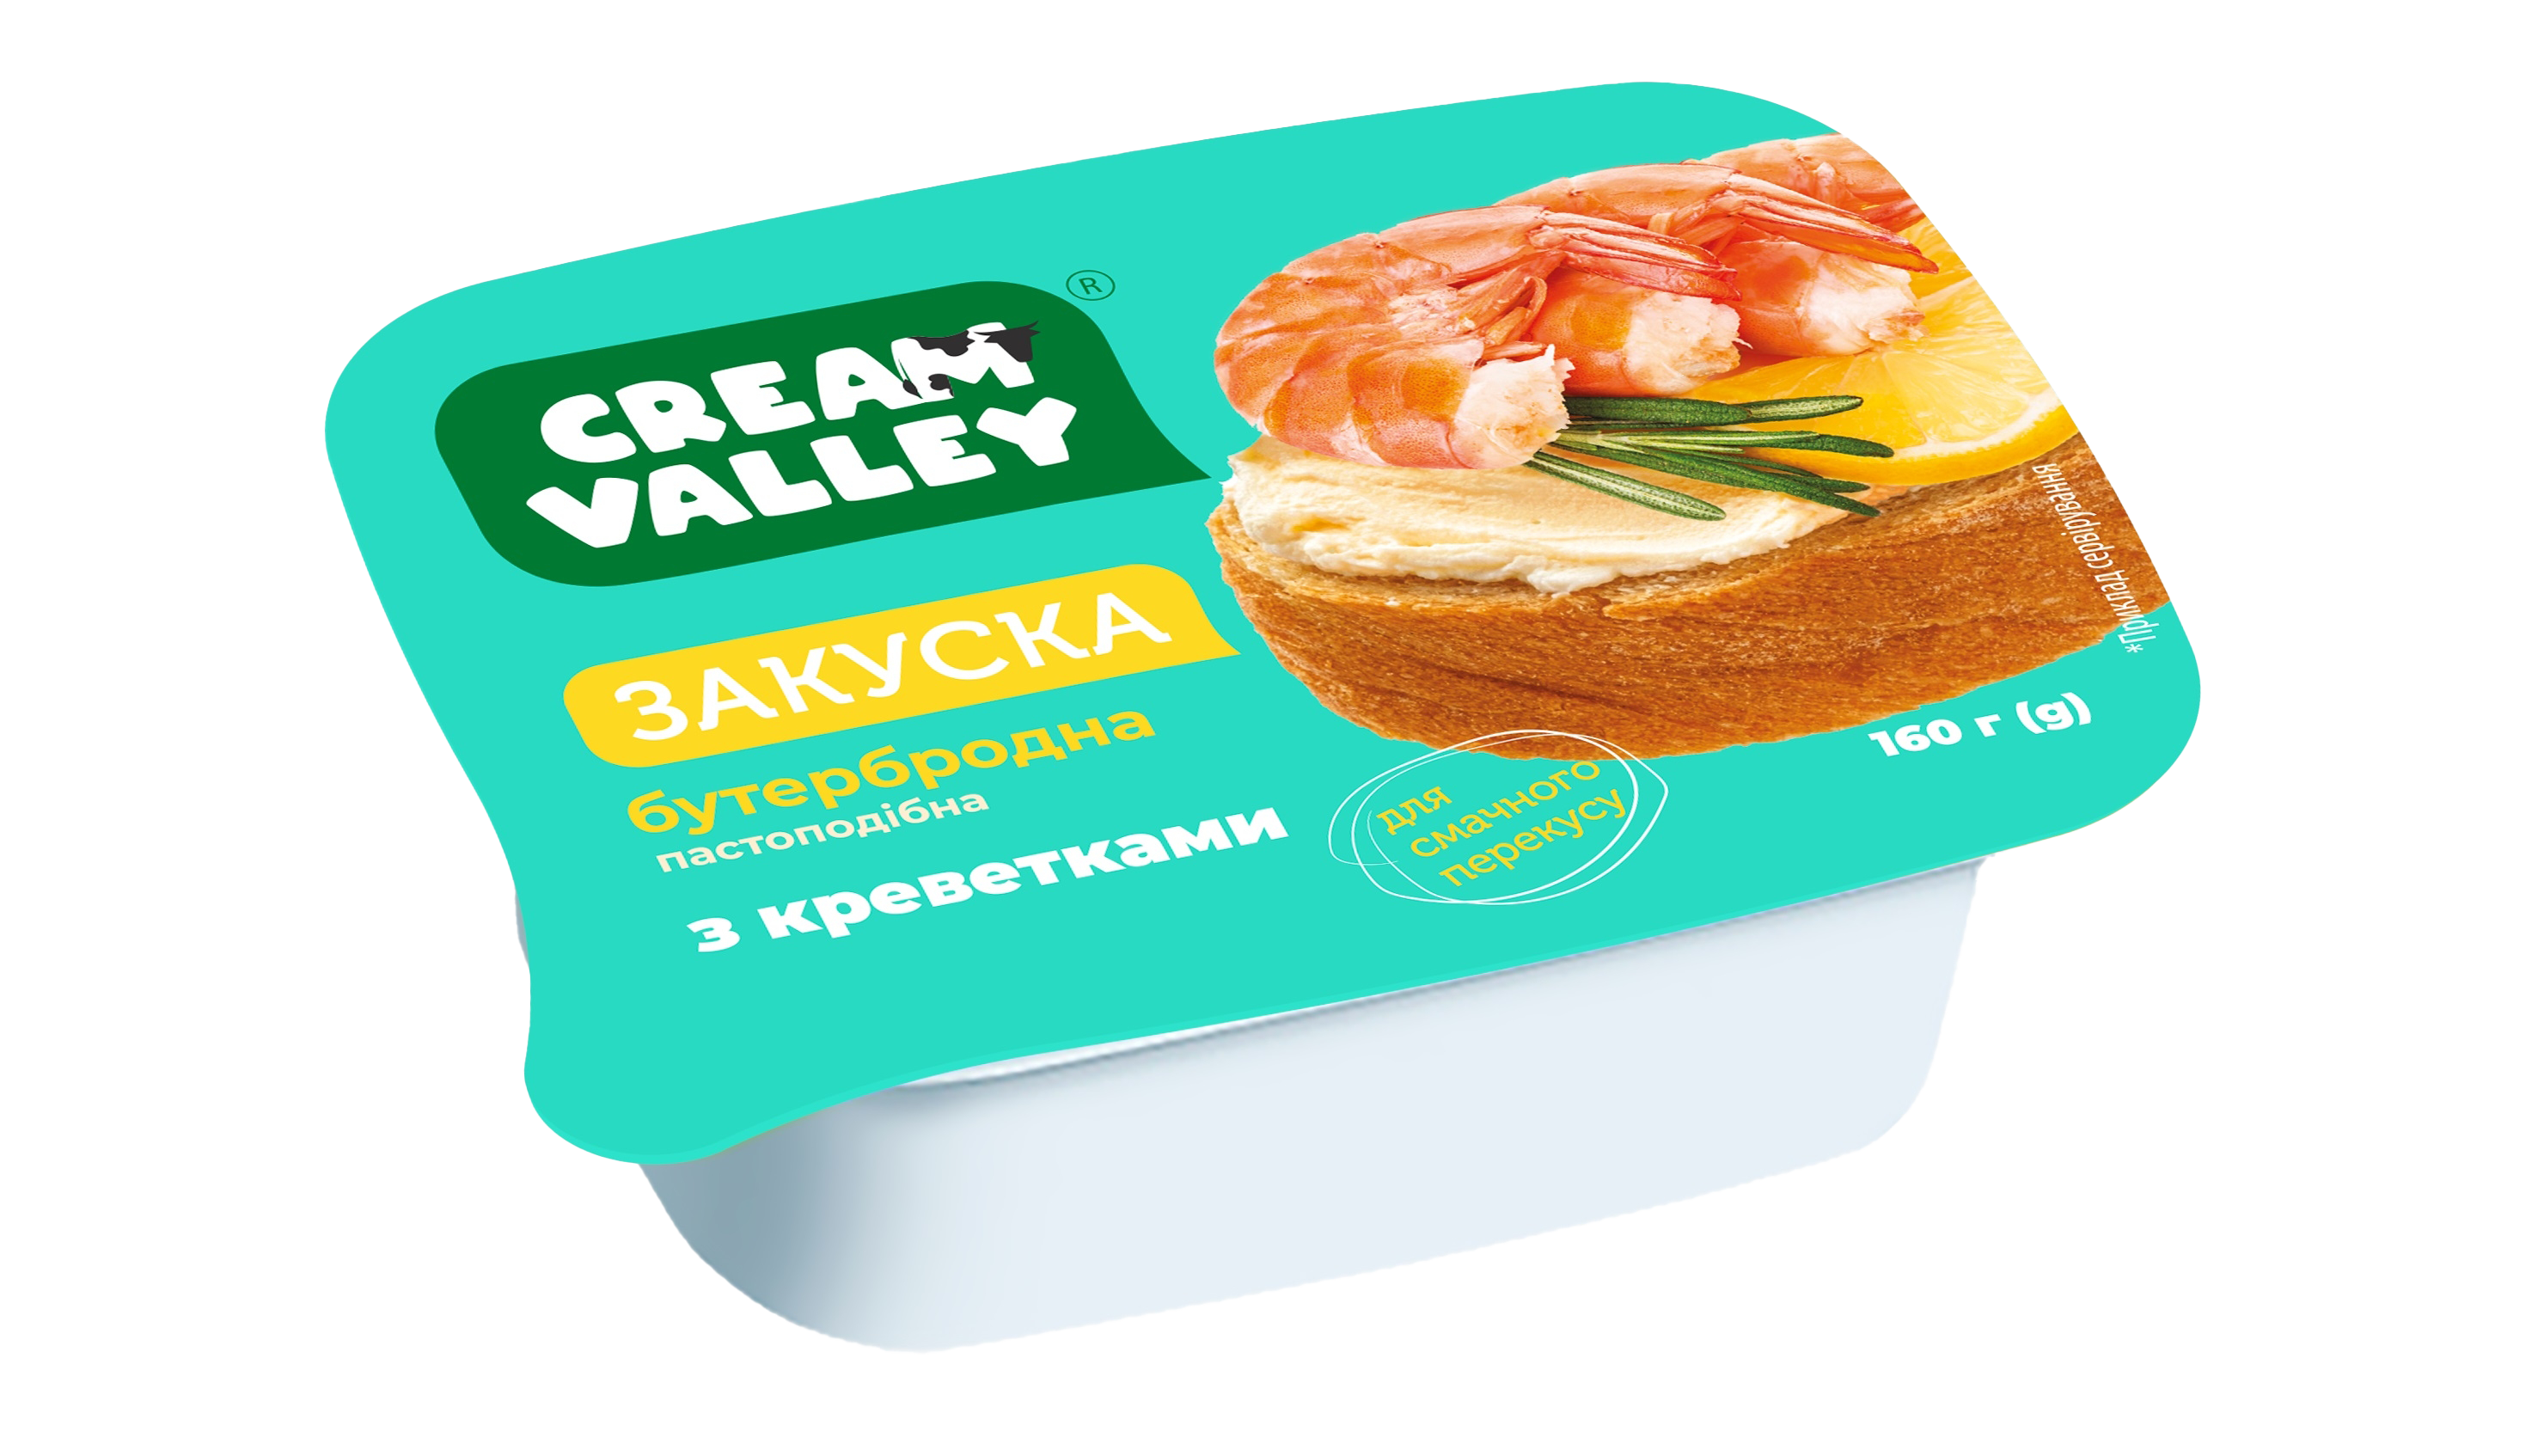 CREAM
VALLEY
®
ЗАКУСКА
бутербродна
пастоподібна
з креветками
для
смачного
перекусу
160 г (g)
*Приклад сервірування